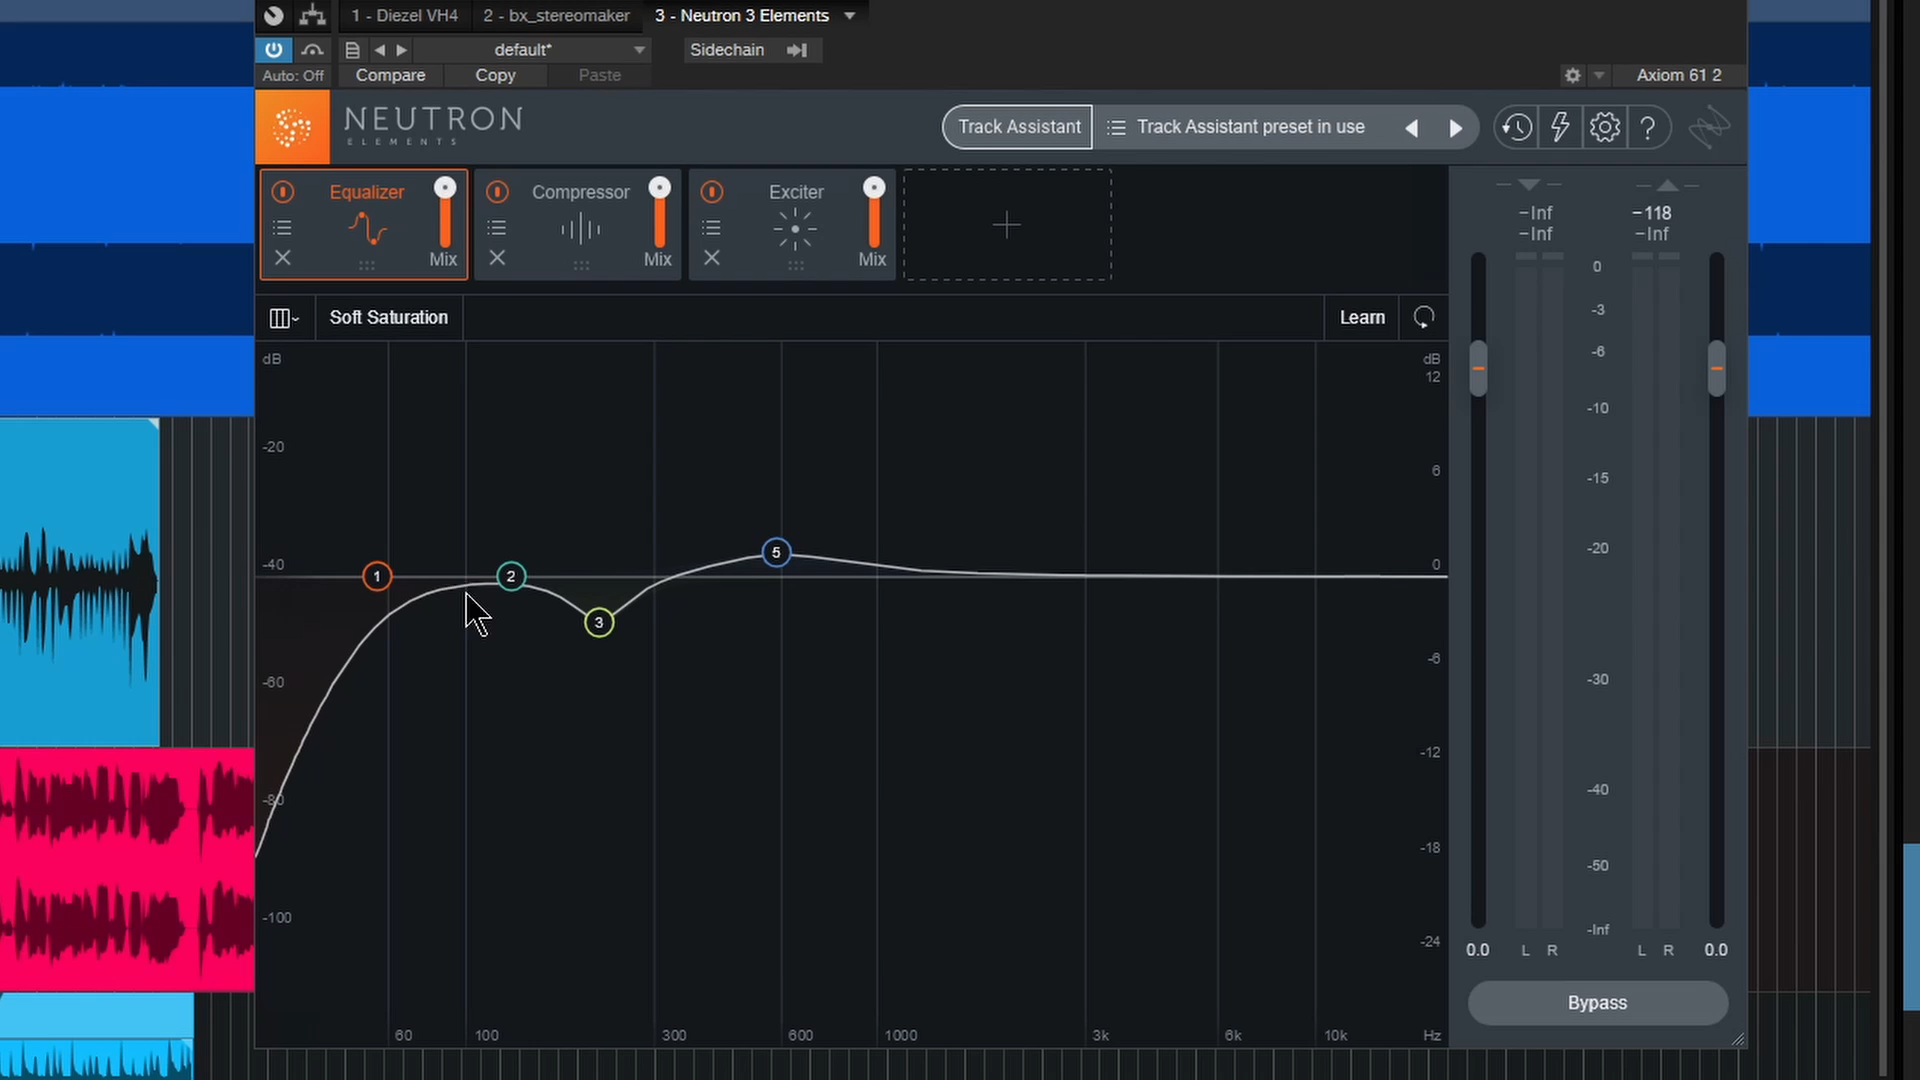 1 - Diezel VH4
2 - bx_stereomaker
3 - Neutron 3 Elements
default*
Sidechain
Auto: Off
Compare
Copy
Paste
Axiom 61 2
NEUTRON
ELEMENTS
Track Assistant
Track Assistant preset in use
?
Equalizer
Mix
Compressor
Mix
Exciter
Mix
-Inf
-Inf
-118
-Inf
Soft Saturation
Learn
dB
-20
-40
-60
-80
-100
dB
12
6
0
-6
-12
-18
-24
1
2
3
5
60
100
300
600
1000
3k
6k
10k
Hz
0
-3
-6
-10
-15
-20
-30
-40
-50
-Inf
0.0
L R
L R
0.0
Bypass